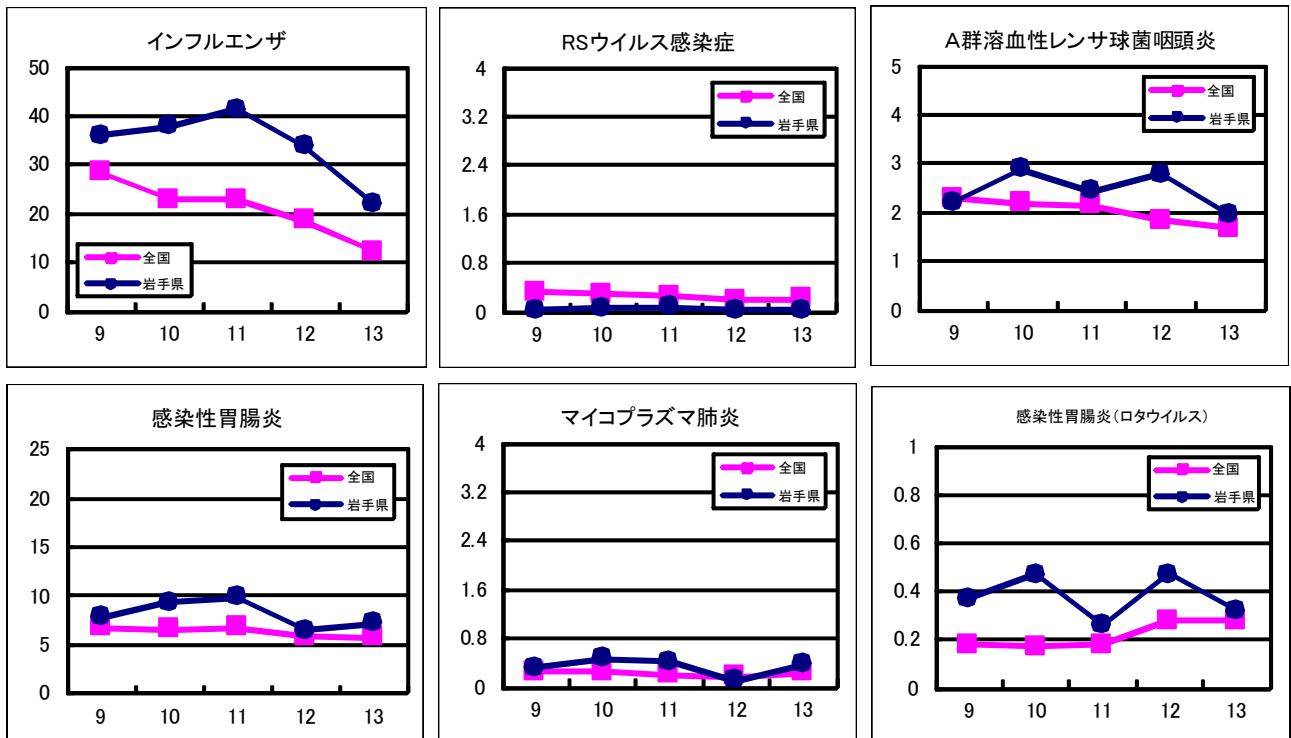 インフルエンザ
50
40
30
20
10
0
全国
岩手県
9 10 11 12 13
RSウイルス感染症
4
3.2
2.4
1.6
0.8
0
全国
岩手県
9 10 11 12 13
A群溶血性レンサ球菌咽頭炎
5
4
3
2
1
0
全国
岩手県
9 10 11 12 13
感染性胃腸炎
25
20
15
10
5
0
全国
岩手県
9 10 11 12 13
マイコプラズマ肺炎
4
3.2
2.4
1.6
0.8
0
全国
岩手県
9 10 11 12 13
感染性胃腸炎(ロタウイルス)
1
0.8
0.6
0.4
0.2
0
全国
岩手県
9 10 11 12 13